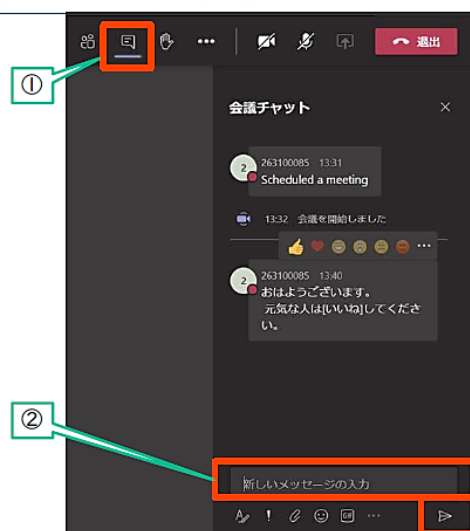 退出
①
会議チャット
2
263100085 13:31
Scheduled a meeting
13:32 会議を開始しました
2
263100085 13:40
おはようございます。
元気な人は[いいね]してくださ
い。
②
新しいメッセージの入力
GIF